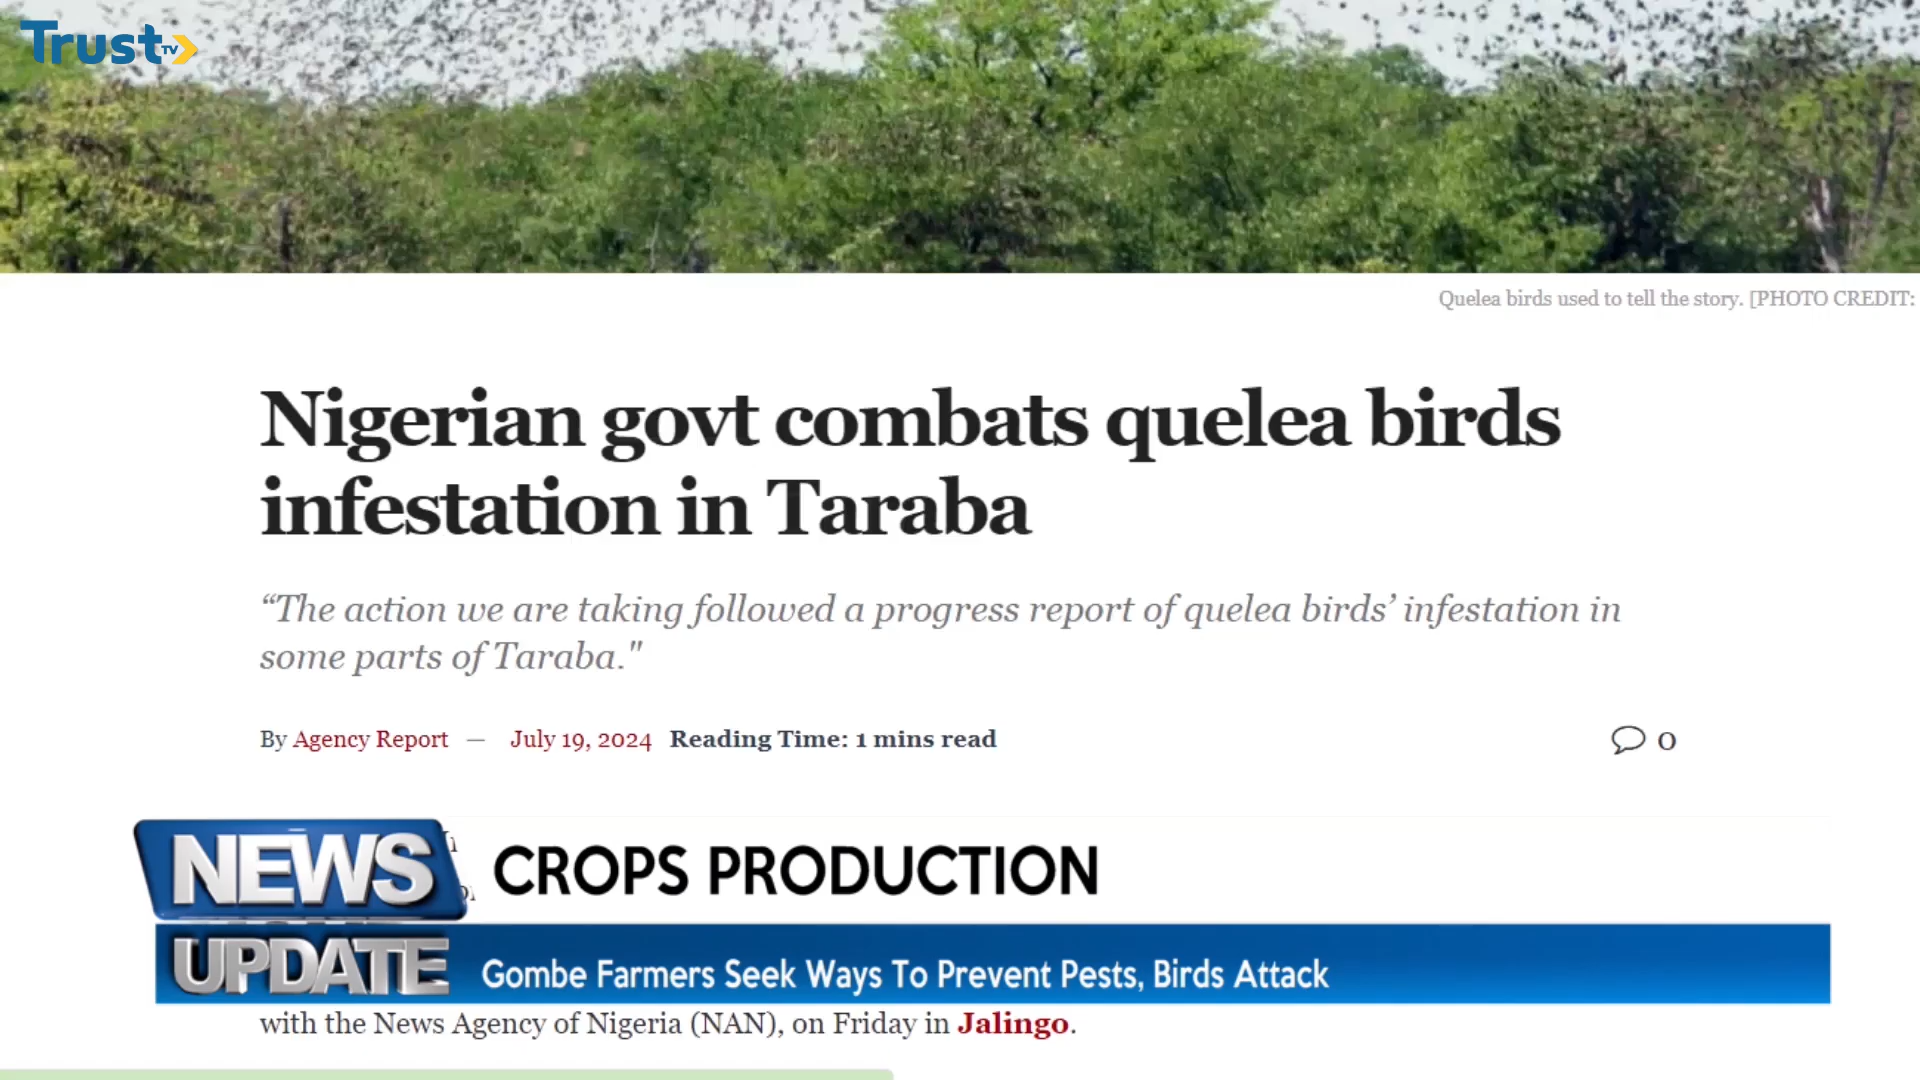 Trust TV
Quelea birds used to tell the story. [PHOTO CREDIT:
Nigerian govt combats quelea birds
infestation in Taraba
“The action we are taking followed a progress report of quelea birds’ infestation in
some parts of Taraba."
By Agency Report — July 19, 2024 Reading Time: 1 mins read
0
NEWS
CROPS PRODUCTION
UPDATE
Gombe Farmers Seek Ways To Prevent Pests, Birds Attack
with the News Agency of Nigeria (NAN), on Friday in Jalingo.